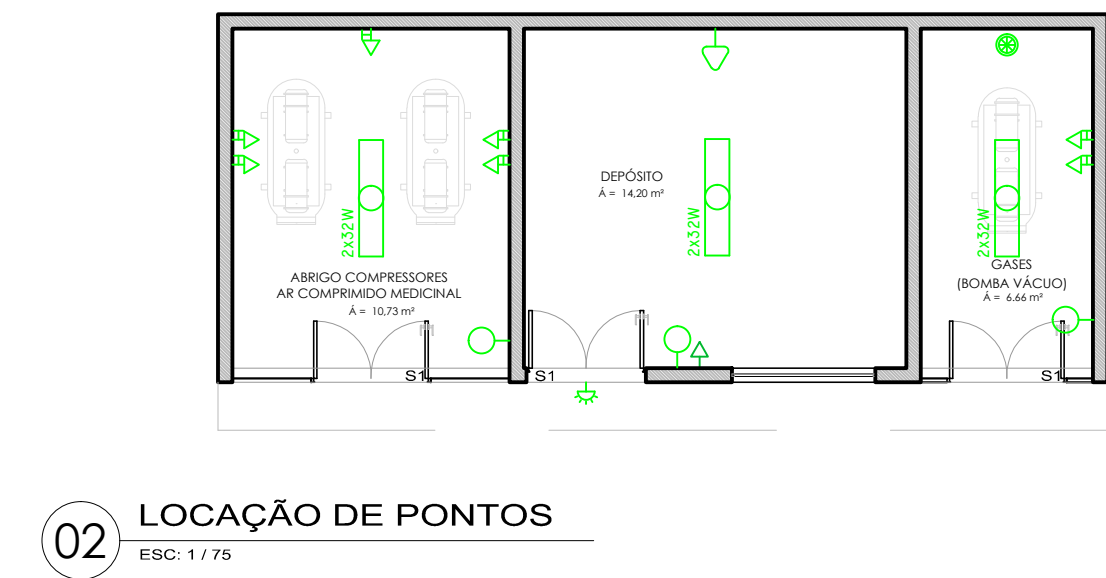 2x32W
ABRIGO COMPRESSORES
AR COMPRIMIDO MEDICINAL
Á = 10,73 m²
S1
DEPÓSITO
Á = 14,20 m²
2x32W
S1
2x32W
GASES
(BOMBA VÁCUO)
Á = 6.66 m²
S1
02
LOCAÇÃO DE PONTOS
ESC: 1 / 75